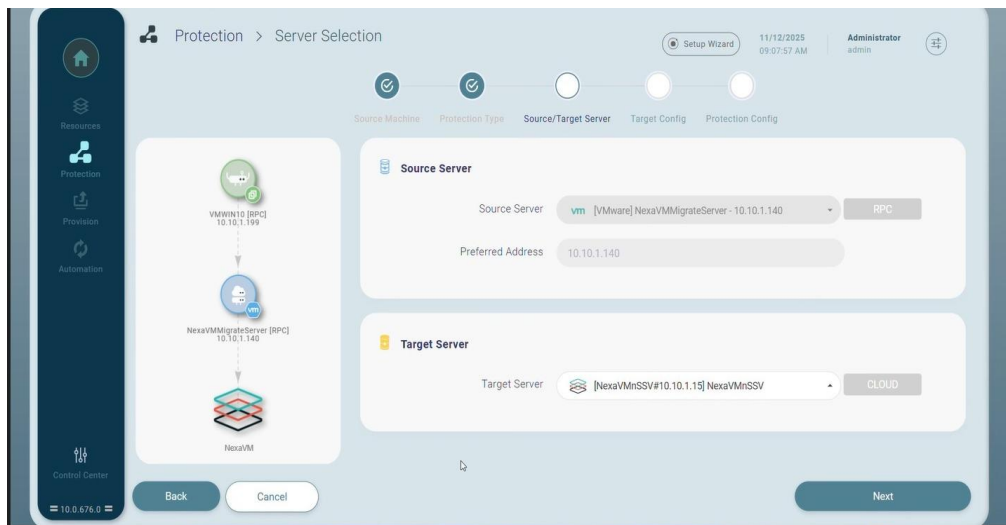 Protection > Server Selection
Setup Wizard
11/12/2025
09:07:57 AM
Administrator
admin
Resources
Protection
Provision
Automation
Control Center
10.0.676.0
Source Machine
Protection Type
Source/Target Server
Target Config
Protection Config
VMWIN10 [RPC]
10.10.1.199
vm
NexaVMMigrateServer [RPC]
10.10.1.140
NexaVM
Source Server
Source Server
vm [VMware] NexaVMMigrateServer - 10.10.1.140
RPC
Preferred Address
10.10.1.140
Target Server
Target Server
[NexaVMnSSV#10.10.1.15] NexaVMnSSV
CLOUD
Back
Cancel
Next